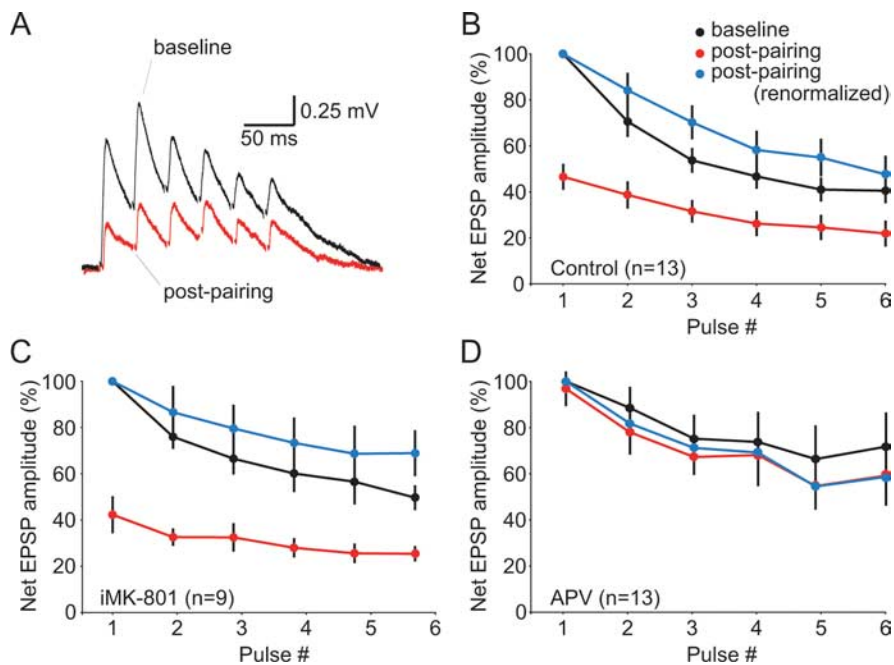 A
baseline
0.25 mV
50 ms
post-pairing
B
baseline
post-pairing
post-pairing
(renormalized)
Net EPSP amplitude (%)
100
80
60
40
20
0
Control (n=13)
1 2 3 4 5 6
Pulse #
C
Net EPSP amplitude (%)
100
80
60
40
20
0
iMK-801 (n=9)
1 2 3 4 5 6
Pulse #
D
Net EPSP amplitude (%)
100
80
60
40
20
0
APV (n=13)
1 2 3 4 5 6
Pulse #